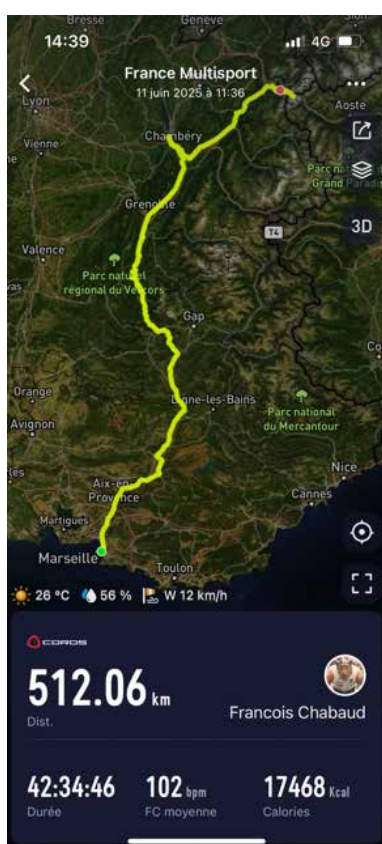 Bresse
Genève
Sion
14:39
4G
France Multisport
11 juin 2025 à 11:36
Lyon
Aoste
Vienne
Chambéry
Parc nat
Grand Paradis
Grenoble
T4
3D
Valence
Parc naturel
régional du Vercors
Gap
Orange
Digne-les-Bains
Parc national
du Mercantour
Avignon
Nice
Aix-en-
Provence
Cannes
Martigues
Marseille
Toulon
26 °C 56 % W 12 km/h
COROS
512.06 km
Dist.
Francois Chabaud
42:34:46 102 bpm 17468 Kcal
Durée FC moyenne Calories